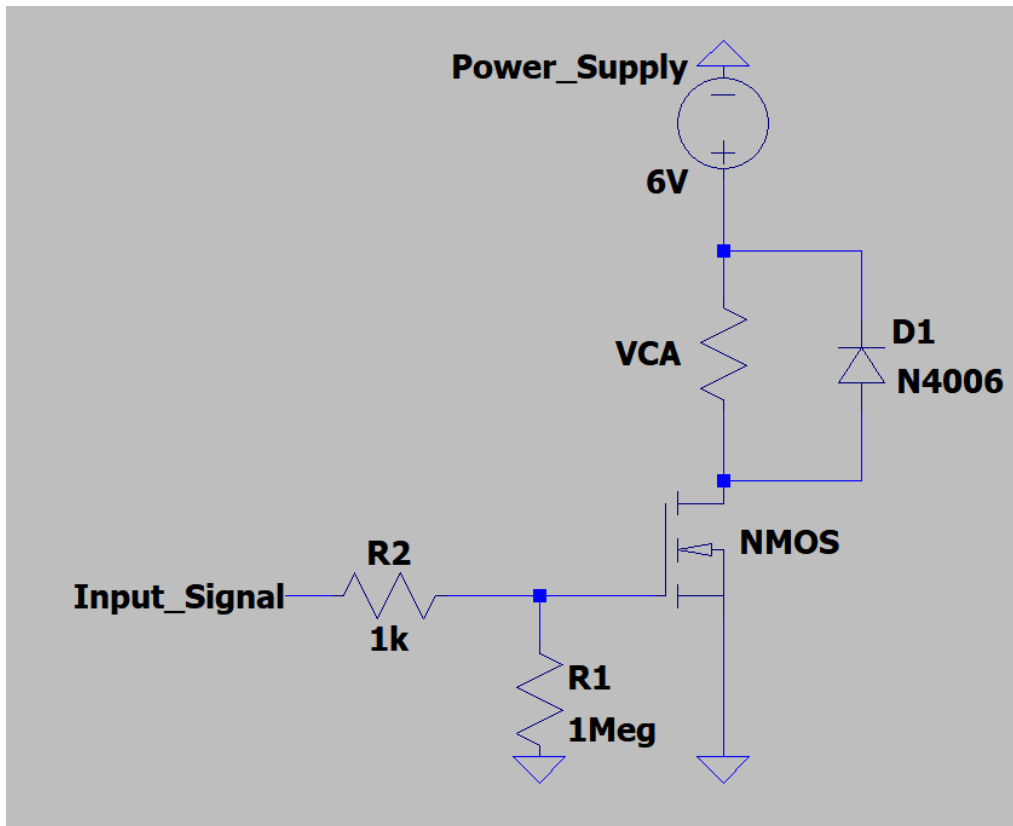 Power_Supply
6V
D1
VCA
N4006
NMOS
R2
Input_Signal
1k
R1
1Meg